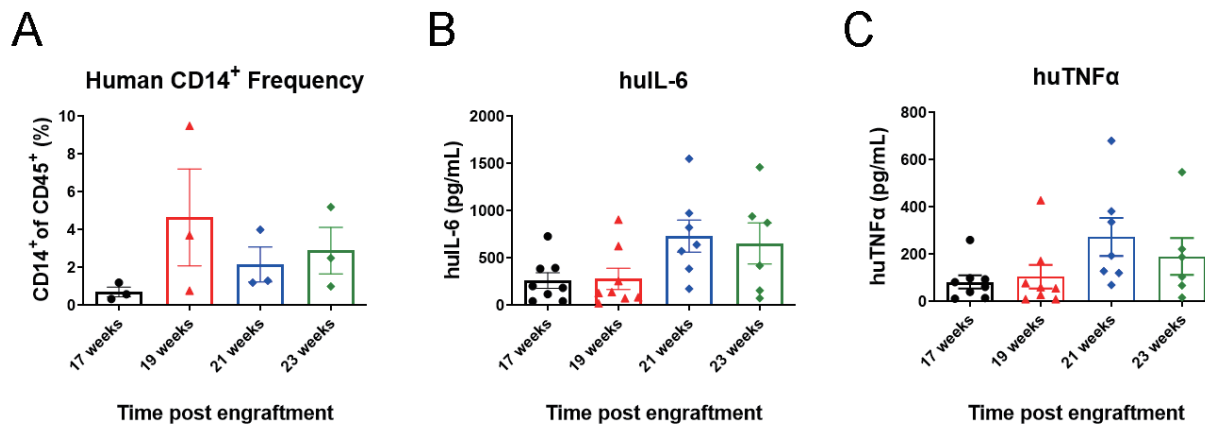 A
Human CD14⁺ Frequency
CD14⁺ of CD45⁺ (%)
10
8
6
4
2
0
17 weeks
19 weeks
21 weeks
23 weeks
Time post engraftment
B
huIL-6
huIL-6 (pg/mL)
2000
1500
1000
500
0
17 weeks
19 weeks
21 weeks
23 weeks
Time post engraftment
C
huTNFα
huTNFα (pg/mL)
800
600
400
200
0
17 weeks
19 weeks
21 weeks
23 weeks
Time post engraftment